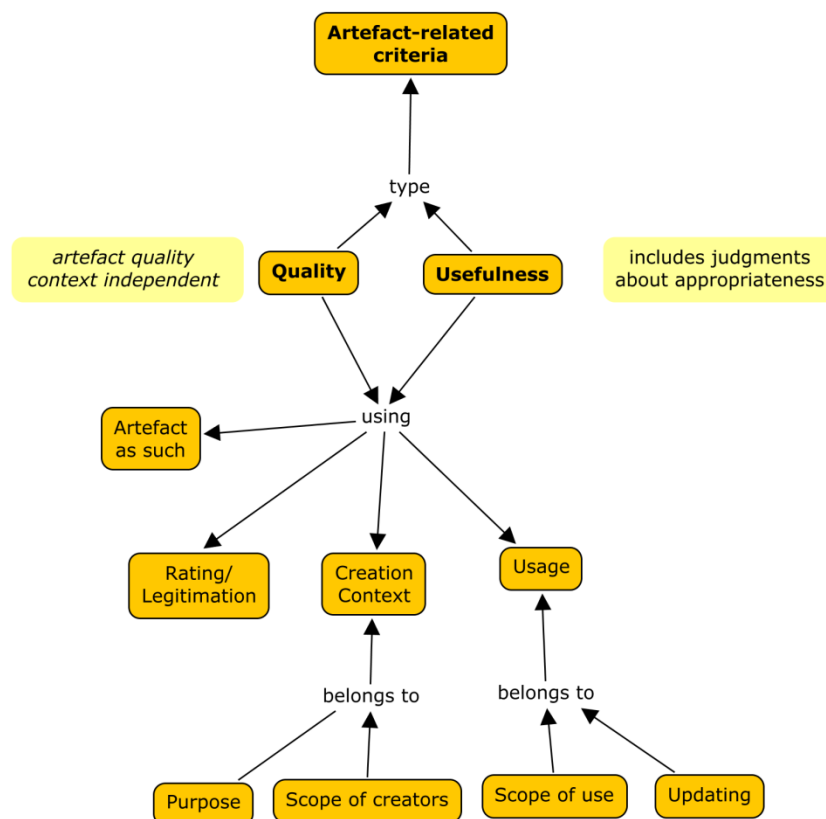 Artefact-related
criteria
type
artefact quality
context independent
Quality
Usefulness
includes judgments
about appropriateness
using
Artefact
as such
Rating/
Legitimation
Creation
Context
Usage
belongs to
belongs to
Purpose
Scope of creators
Scope of use
Updating